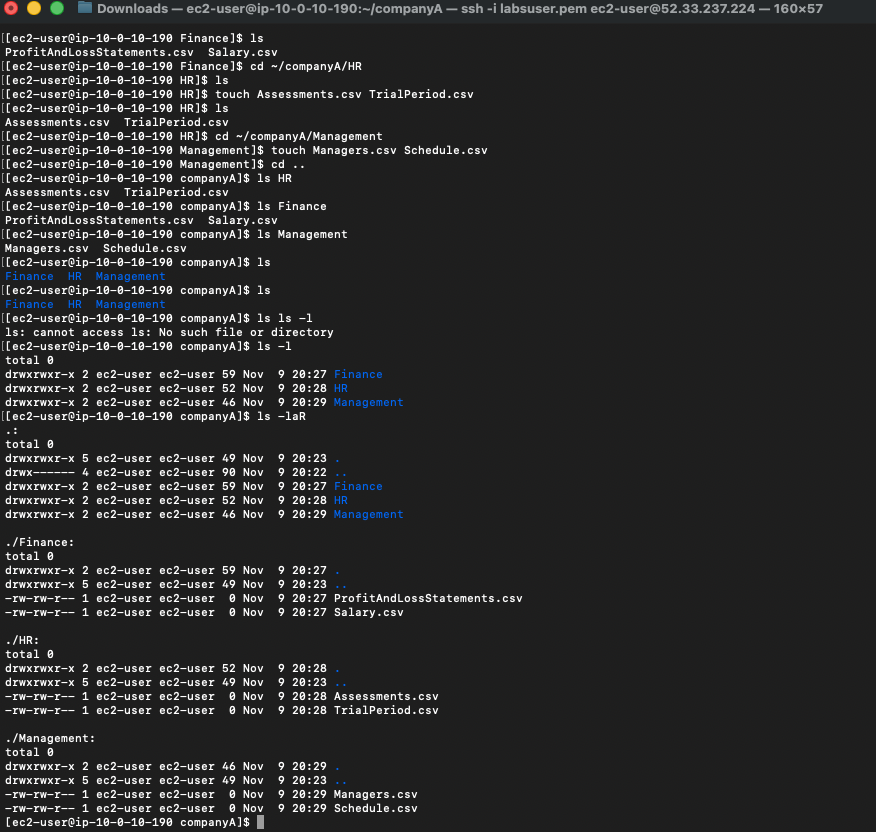 Downloads — ec2-user@ip-10-0-10-190:~/companyA — ssh -i labsuser.pem ec2-user@52.33.237.224 — 160×57
[[ec2-user@ip-10-0-10-190 Finance]$ ls
ProfitAndLossStatements.csv  Salary.csv
[[ec2-user@ip-10-0-10-190 Finance]$ cd ~/companyA/HR
[[ec2-user@ip-10-0-10-190 HR]$ ls
[[ec2-user@ip-10-0-10-190 HR]$ touch Assessments.csv TrialPeriod.csv
[[ec2-user@ip-10-0-10-190 HR]$ ls
Assessments.csv  TrialPeriod.csv
[[ec2-user@ip-10-0-10-190 HR]$ cd ~/companyA/Management
[[ec2-user@ip-10-0-10-190 Management]$ touch Managers.csv Schedule.csv
[[ec2-user@ip-10-0-10-190 Management]$ cd ..
[[ec2-user@ip-10-0-10-190 companyA]$ ls HR
Assessments.csv  TrialPeriod.csv
[[ec2-user@ip-10-0-10-190 companyA]$ ls Finance
ProfitAndLossStatements.csv  Salary.csv
[[ec2-user@ip-10-0-10-190 companyA]$ ls Management
Managers.csv  Schedule.csv
[[ec2-user@ip-10-0-10-190 companyA]$ ls
Finance  HR  Management
[[ec2-user@ip-10-0-10-190 companyA]$ ls
Finance  HR  Management
[[ec2-user@ip-10-0-10-190 companyA]$ ls ls -l
ls: cannot access ls: No such file or directory
[[ec2-user@ip-10-0-10-190 companyA]$ ls -l
total 0
drwxrwxr-x 2 ec2-user ec2-user 59 Nov  9 20:27 Finance
drwxrwxr-x 2 ec2-user ec2-user 52 Nov  9 20:28 HR
drwxrwxr-x 2 ec2-user ec2-user 46 Nov  9 20:29 Management
[[ec2-user@ip-10-0-10-190 companyA]$ ls -laR
.:
total 0
drwxrwxr-x 5 ec2-user ec2-user 49 Nov  9 20:23 .
drwx------ 4 ec2-user ec2-user 90 Nov  9 20:22 ..
drwxrwxr-x 2 ec2-user ec2-user 59 Nov  9 20:27 Finance
drwxrwxr-x 2 ec2-user ec2-user 52 Nov  9 20:28 HR
drwxrwxr-x 2 ec2-user ec2-user 46 Nov  9 20:29 Management

./Finance:
total 0
drwxrwxr-x 2 ec2-user ec2-user 59 Nov  9 20:27 .
drwxrwxr-x 5 ec2-user ec2-user 49 Nov  9 20:23 ..
-rw-rw-r-- 1 ec2-user ec2-user  0 Nov  9 20:27 ProfitAndLossStatements.csv
-rw-rw-r-- 1 ec2-user ec2-user  0 Nov  9 20:27 Salary.csv

./HR:
total 0
drwxrwxr-x 2 ec2-user ec2-user 52 Nov  9 20:28 .
drwxrwxr-x 5 ec2-user ec2-user 49 Nov  9 20:23 ..
-rw-rw-r-- 1 ec2-user ec2-user  0 Nov  9 20:28 Assessments.csv
-rw-rw-r-- 1 ec2-user ec2-user  0 Nov  9 20:28 TrialPeriod.csv

./Management:
total 0
drwxrwxr-x 2 ec2-user ec2-user 46 Nov  9 20:29 .
drwxrwxr-x 5 ec2-user ec2-user 49 Nov  9 20:23 ..
-rw-rw-r-- 1 ec2-user ec2-user  0 Nov  9 20:29 Managers.csv
-rw-rw-r-- 1 ec2-user ec2-user  0 Nov  9 20:29 Schedule.csv
[ec2-user@ip-10-0-10-190 companyA]$